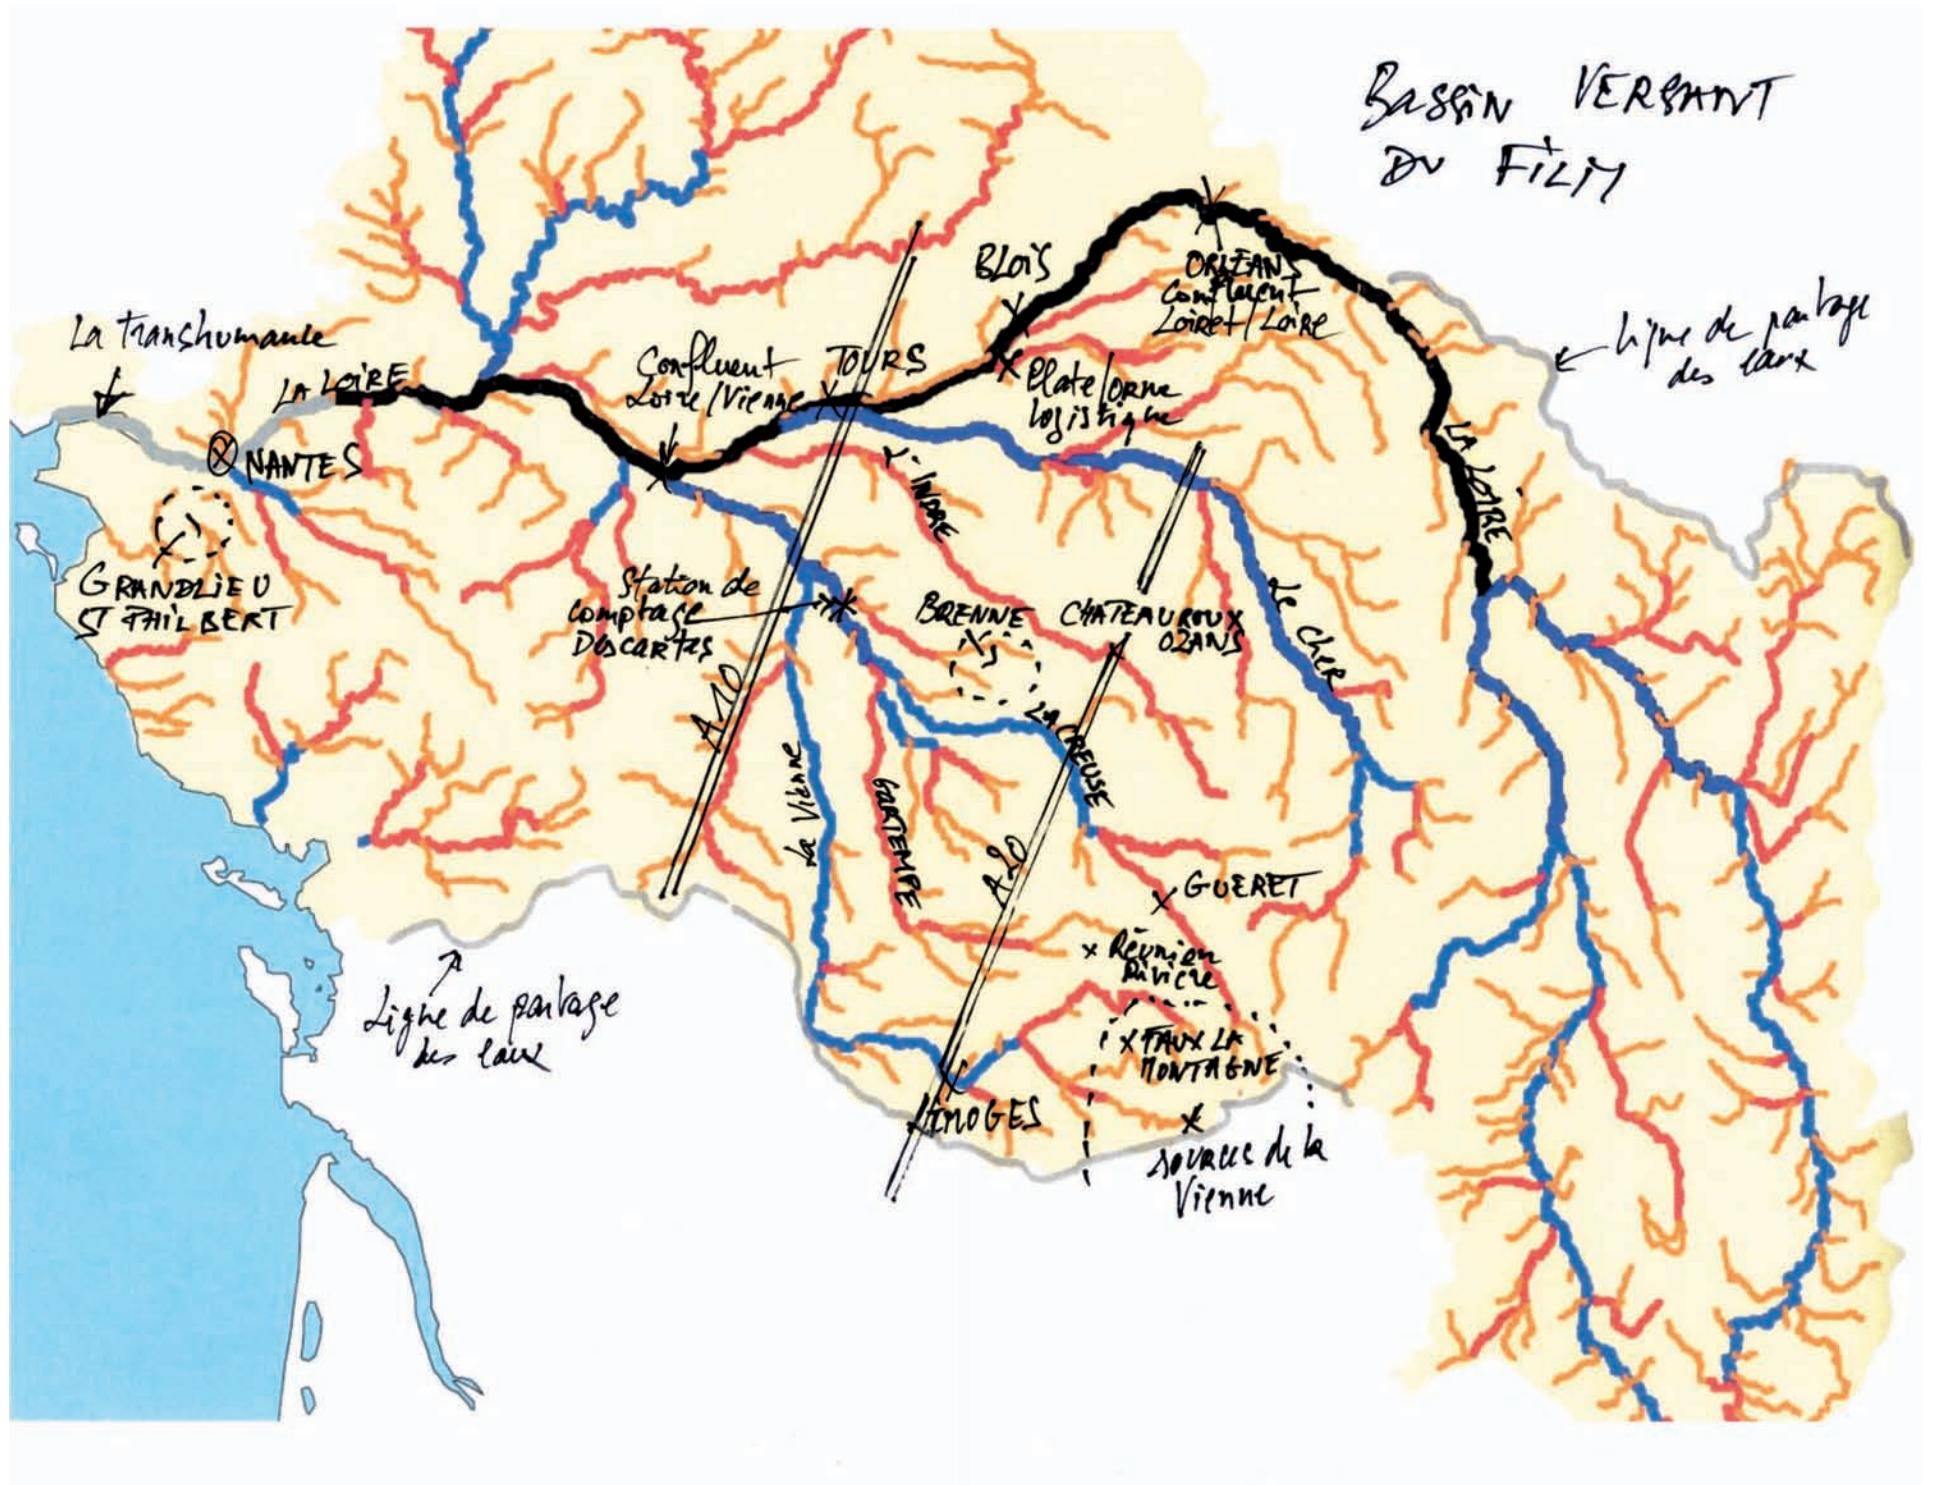 BASSIN VERSANT
DU FILM
BLOIS
ORLEANS
Confluent
Loiret/Loire
Ligne de partage
des eaux
La Transhumante
LA LOIRE
Confluent
Loire/Vienne
TOURS
Plateforme
logistique
NANTES
L'INDRE
LA LOIRE
GRANDLIEU
ST PHILBERT
Station de
comptage
Descartes
BRENNE
CHATEAUROUX
OZANS
Le Cher
A10
LA CREUSE
La Vienne
GARTEMPE
A20
GUERET
Réunion
Rivière
Ligne de partage
des eaux
FAUX LA
MONTAGNE
LIMOGES
sources de la
Vienne